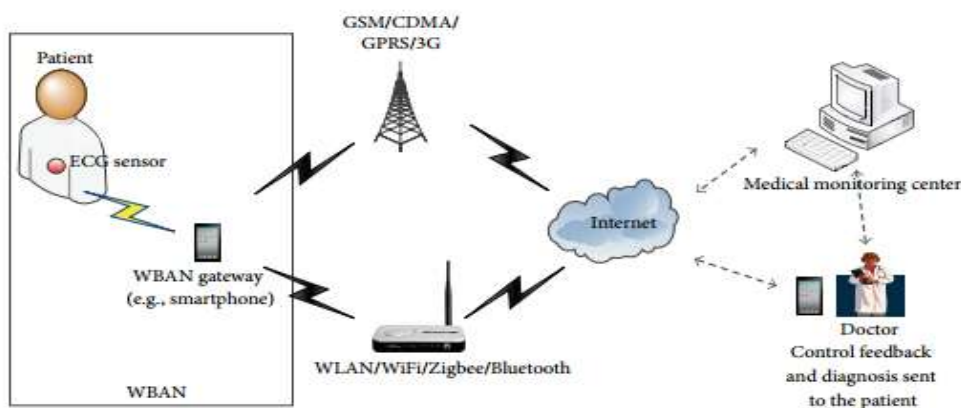 GSM/CDMA/
GPRS/3G
Patient
ECG sensor
WBAN gateway
(e.g., smartphone)
WBAN
WLAN/WiFi/Zigbee/Bluetooth
Internet
Medical monitoring center
Doctor
Control feedback
and diagnosis sent
to the patient